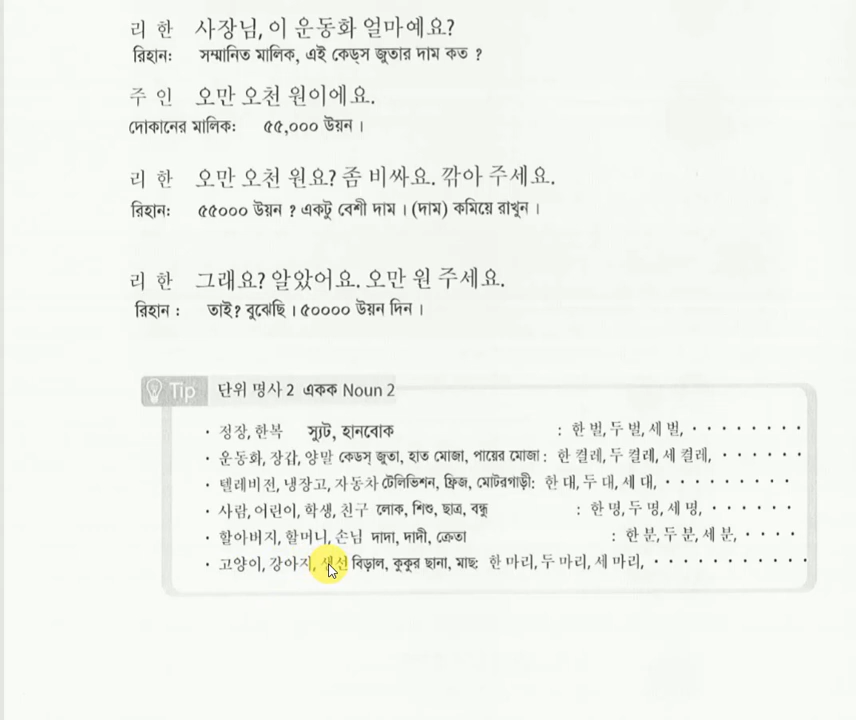 리 한 사장님, 이 운동화 얼마예요?
রিহান: সম্মানিত মালিক, এই কেড্স জুতার দাম কত ?
주 인 오만 오천 원이에요.
দোকানের মালিক: ৫৫,০০০ উয়ন ।
리 한 오만 오천 원요? 좀 비싸요. 깎아 주세요.
রিহান: ৫৫০০০ উয়ন ? একটু বেশী দাম । (দাম) কমিয়ে রাখুন ।
리 한 그래요? 알았어요. 오만 원 주세요.
রিহান : তাই? বুঝেছি । ৫০০০০ উয়ন দিন ।
Tip 단위 명사 2 একক Noun 2
· 정장, 한복 স্যুট, হানবোক : 한 벌, 두 벌, 세 벌, · · · · · · · ·
· 운동화, 장갑, 양말 কেডস্ জুতা, হাত মোজা, পায়ের মোজা : 한 켤레, 두 켤레, 세 켤레, · · · · · ·
· 텔레비전, 냉장고, 자동차 টেলিভিশন, ফ্রিজ, মোটরগাড়ী: 한 대, 두 대, 세 대, · · · · · · · · ·
· 사람, 어린이, 학생, 친구 লোক, শিশু, ছাত্র, বন্ধু : 한 명, 두 명, 세 명, · · · · · ·
· 할아버지, 할머니, 손님 দাদা, দাদী, ক্রেতা : 한 분, 두 분, 세 분, · · · ·
· 고양이, 강아지, 생선 বিড়াল, কুকুর ছানা, মাছ: 한 마리, 두 마리, 세 마리, · · · · · · · · · · ·